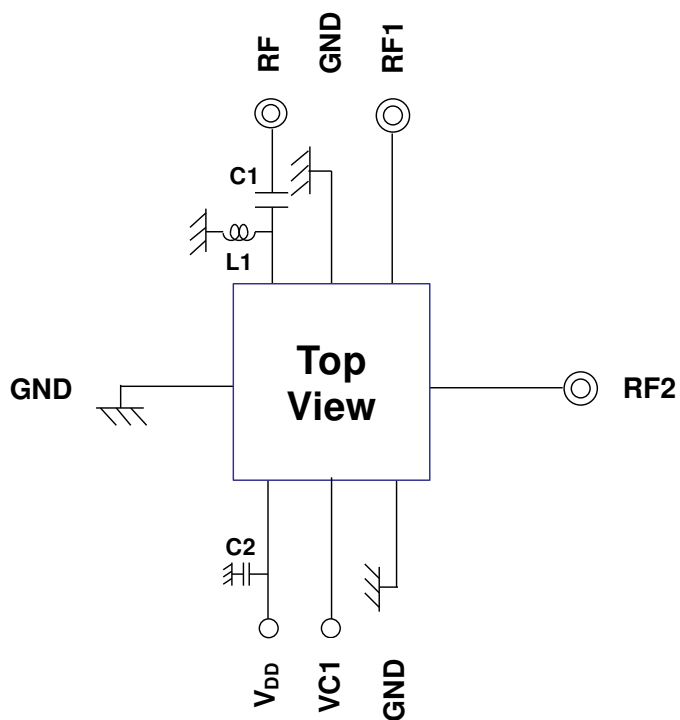 RF
GND
RF1
C1
L1
Top
View
GND
RF2
C2
VDD
VC1
GND